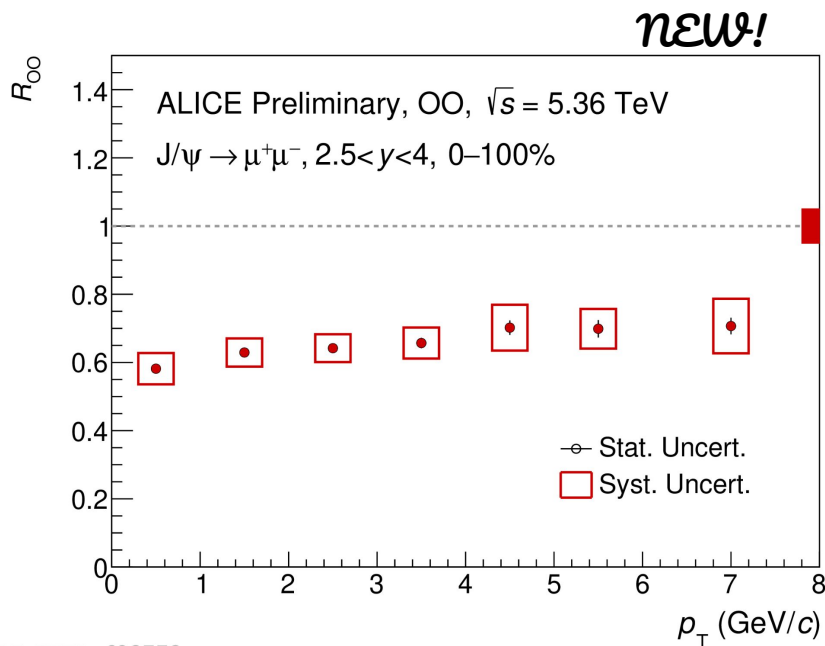 NEW!
R_OO
ALICE Preliminary, OO, √s = 5.36 TeV
J/ψ → μ⁺μ⁻, 2.5<y<4, 0–100%
1.4
1.2
1
0.8
0.6
0.4
0.2
0
Stat. Uncert.
Syst. Uncert.
0 1 2 3 4 5 6 7 8
p_T (GeV/c)